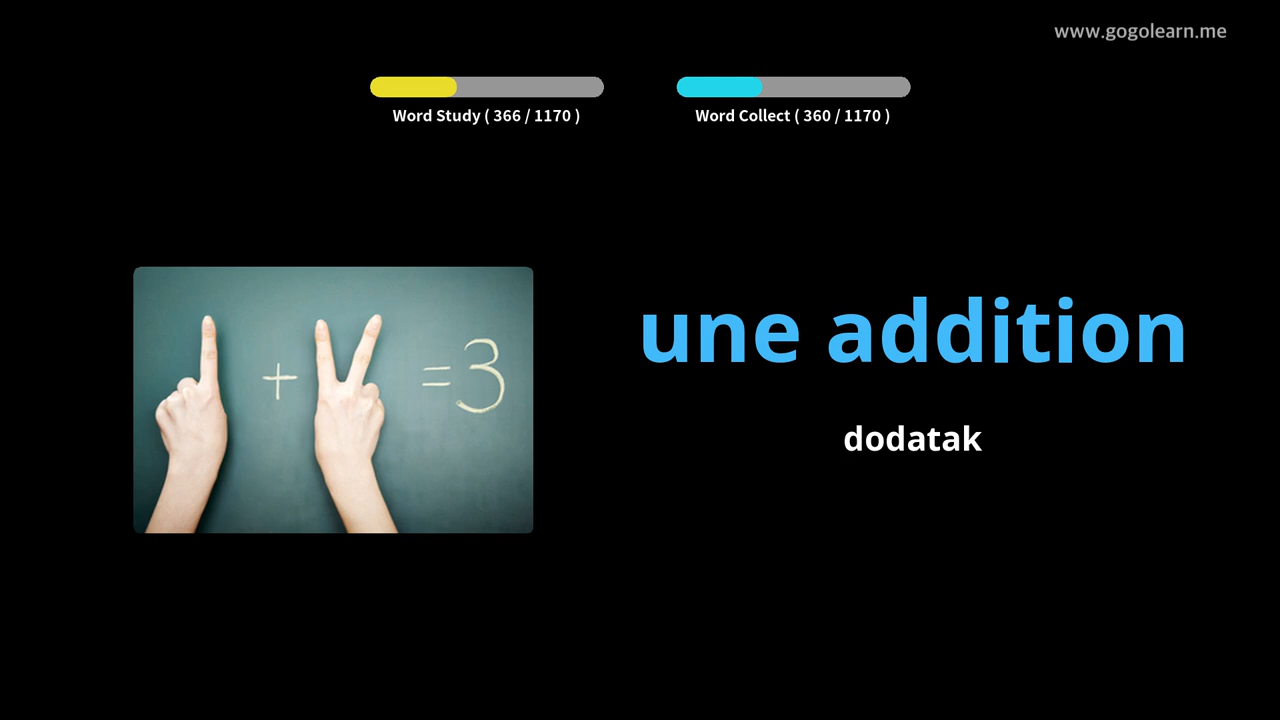 www.gogolearn.me
Word Study ( 366 / 1170 )
Word Collect ( 360 / 1170 )
+ = 3
une addition
dodatak